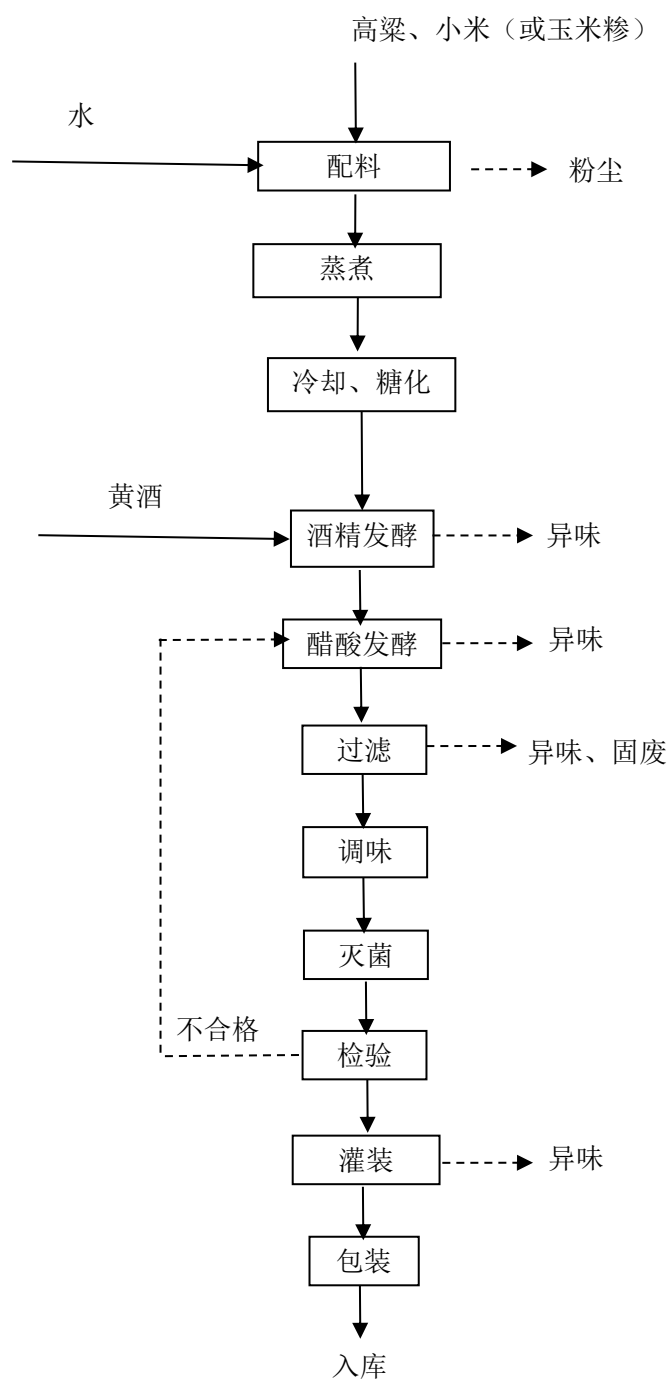 高粱、小米（或玉米糁）
水
配料
粉尘
蒸煮
冷却、糖化
黄酒
酒精发酵
异味
醋酸发酵
异味
过滤
异味、固废
调味
灭菌
不合格
检验
灌装
异味
包装
入库